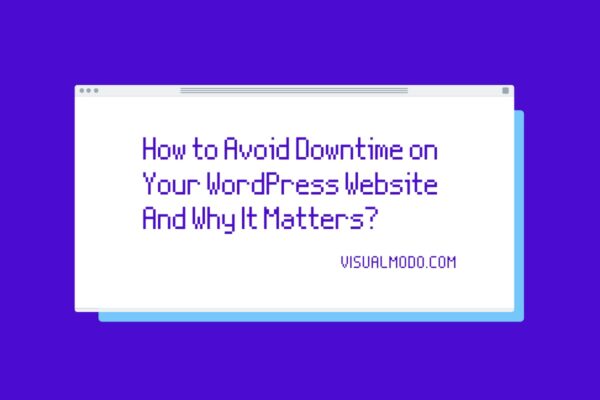 How to Avoid Downtime on
Your WordPress Website
And Why It Matters?
VISUALMODO.COM